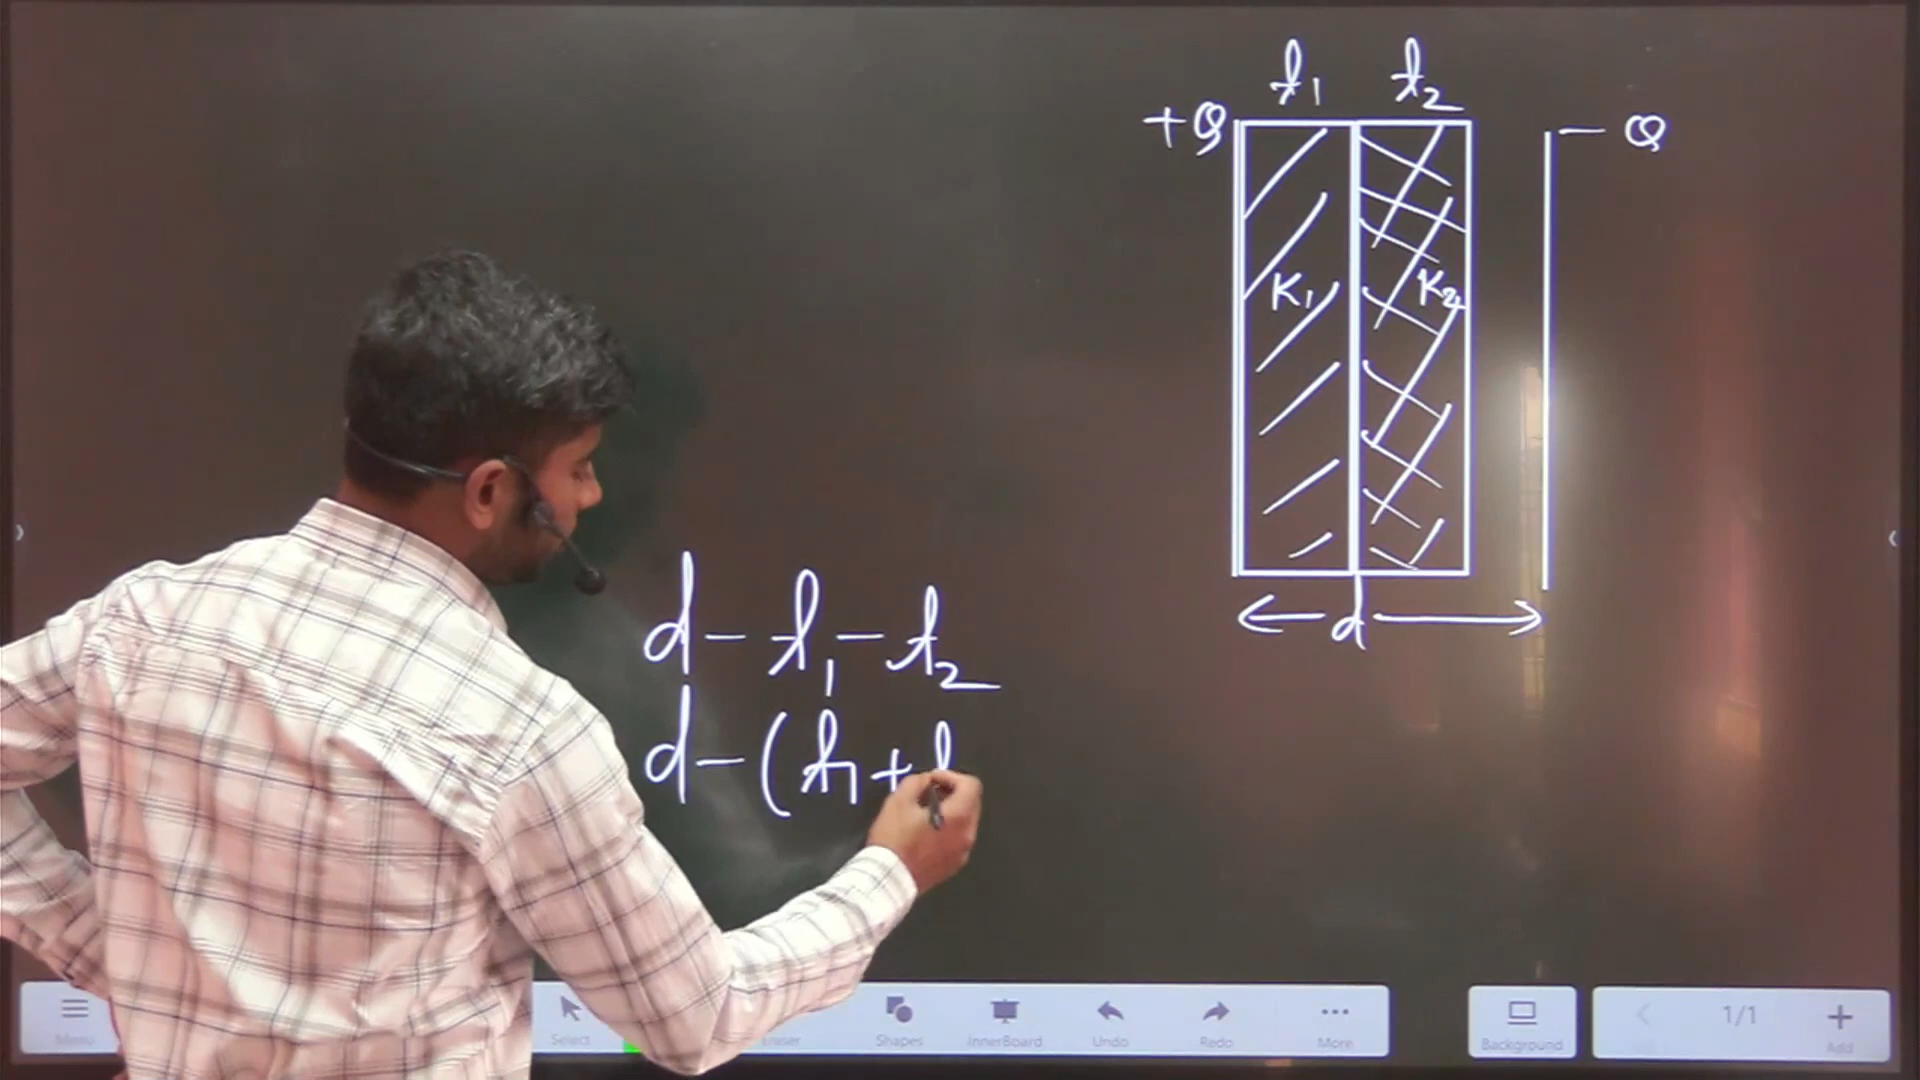 t₁ t₂
+Q - Q
K₁ K₂
d
d - t₁ - t₂
d - (t₁ +
Menu Select Eraser Shapes InnerBoard Undo Redo More Background 1/1 Add